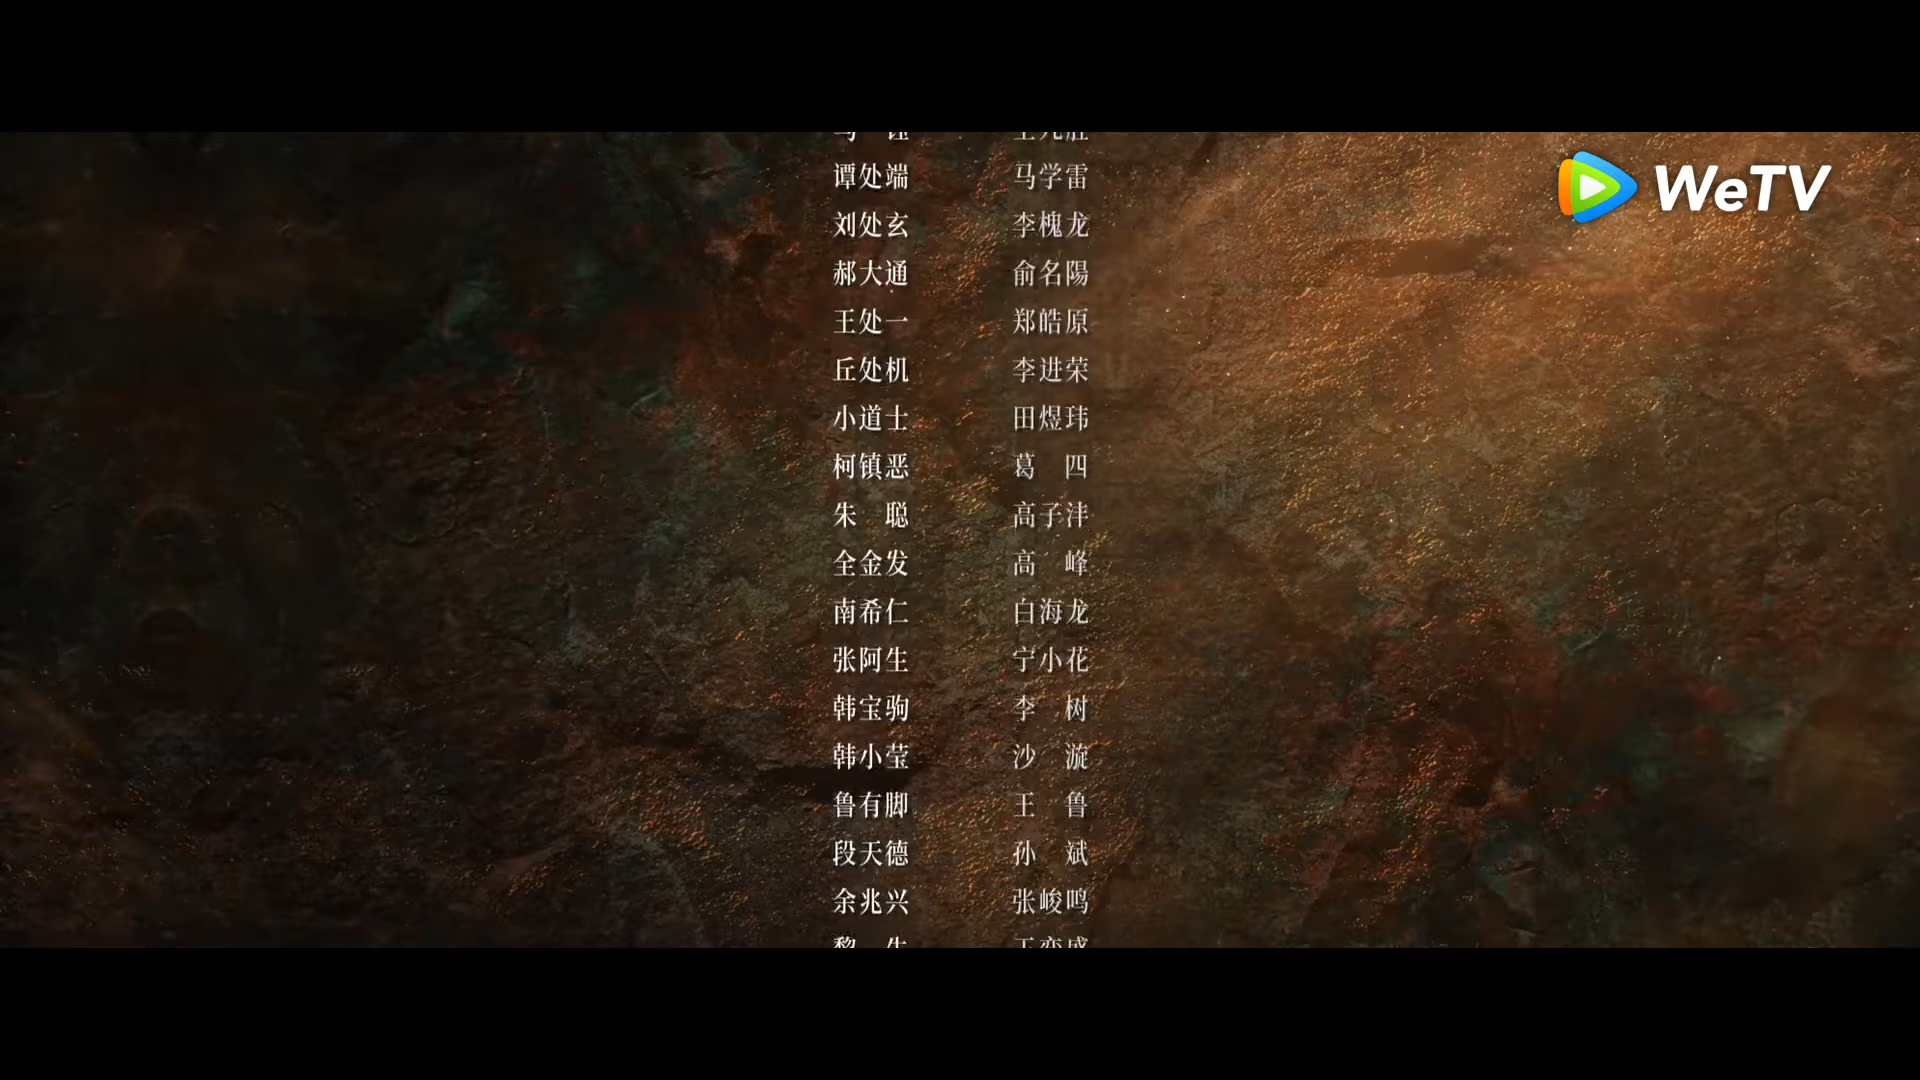 WeTV
谭处端 马学雷
刘处玄 李槐龙
郝大通 俞名陽
王处一 郑皓原
丘处机 李进荣
小道士 田煜玮
柯镇恶 葛 四
朱 聪 高子沣
全金发 高 峰
南希仁 白海龙
张阿生 宁小花
韩宝驹 李 树
韩小莹 沙 漩
鲁有脚 王 鲁
段天德 孙 斌
余兆兴 张峻鸣